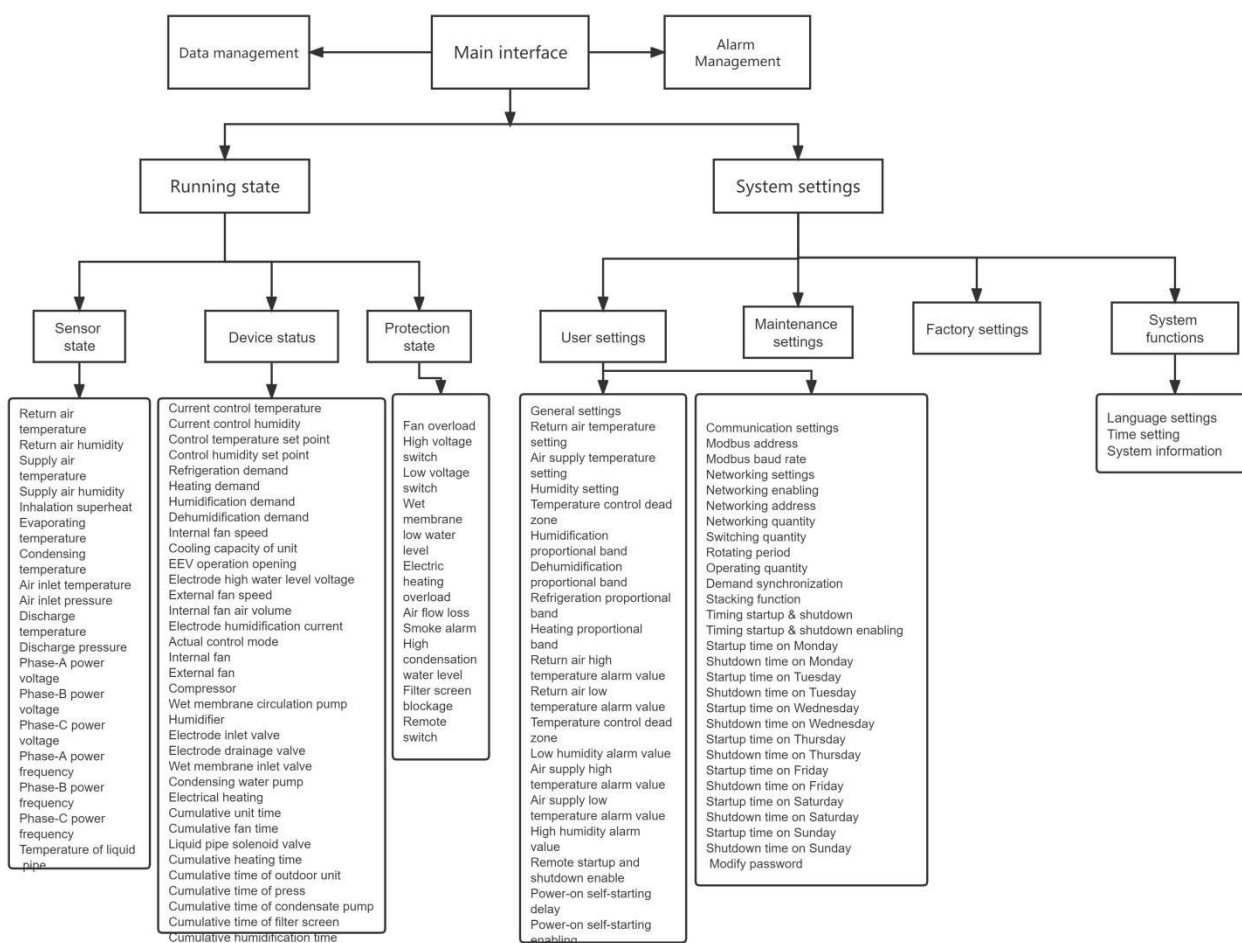 Data management
Main interface
Alarm
Management
Running state
System settings
Sensor
state
Device status
Protection
state
User settings
Maintenance
settings
Factory settings
System
functions
Return air
temperature
Return air humidity
Supply air
temperature
Supply air humidity
Inhalation superheat
Evaporating
temperature
Condensing
temperature
Air inlet temperature
Air inlet pressure
Discharge
temperature
Discharge pressure
Phase-A power
voltage
Phase-B power
voltage
Phase-C power
voltage
Phase-A power
frequency
Phase-B power
frequency
Phase-C power
frequency
Temperature of liquid
pipe
Current control temperature
Current control humidity
Control temperature set point
Control humidity set point
Refrigeration demand
Heating demand
Humidification demand
Dehumidification demand
Internal fan speed
Cooling capacity of unit
EEV operation opening
Electrode high water level voltage
External fan speed
Internal fan air volume
Electrode humidification current
Actual control mode
Internal fan
External fan
Compressor
Wet membrane circulation pump
Humidifier
Electrode inlet valve
Electrode drainage valve
Wet membrane inlet valve
Condensing water pump
Electrical heating
Cumulative unit time
Cumulative fan time
Liquid pipe solenoid valve
Cumulative heating time
Cumulative time of outdoor unit
Cumulative time of press
Cumulative time of condensate pump
Cumulative time of filter screen
Cumulative humidification time
Fan overload
High voltage
switch
Low voltage
switch
Wet
membrane
low water
level
Electric
heating
overload
Air flow loss
Smoke alarm
High
condensation
water level
Filter screen
blockage
Remote
switch
General settings
Return air temperature
setting
Air supply temperature
setting
Humidity setting
Temperature control dead
zone
Humidification
proportional band
Dehumidification
proportional band
Refrigeration proportional
band
Heating proportional
band
Return air high
temperature alarm value
Return air low
temperature alarm value
Temperature control dead
zone
Low humidity alarm value
Air supply high
temperature alarm value
Air supply low
temperature alarm value
High humidity alarm
value
Remote startup and
shutdown enable
Power-on self-starting
delay
Power-on self-starting
enabling
Communication settings
Modbus address
Modbus baud rate
Networking settings
Networking enabling
Networking address
Networking quantity
Switching quantity
Rotating period
Operating quantity
Demand synchronization
Stacking function
Timing startup & shutdown
Timing startup & shutdown enabling
Startup time on Monday
Shutdown time on Monday
Startup time on Tuesday
Shutdown time on Tuesday
Startup time on Wednesday
Shutdown time on Wednesday
Startup time on Thursday
Shutdown time on Thursday
Startup time on Friday
Shutdown time on Friday
Startup time on Saturday
Shutdown time on Saturday
Startup time on Sunday
Shutdown time on Sunday
Modify password
Language settings
Time setting
System information